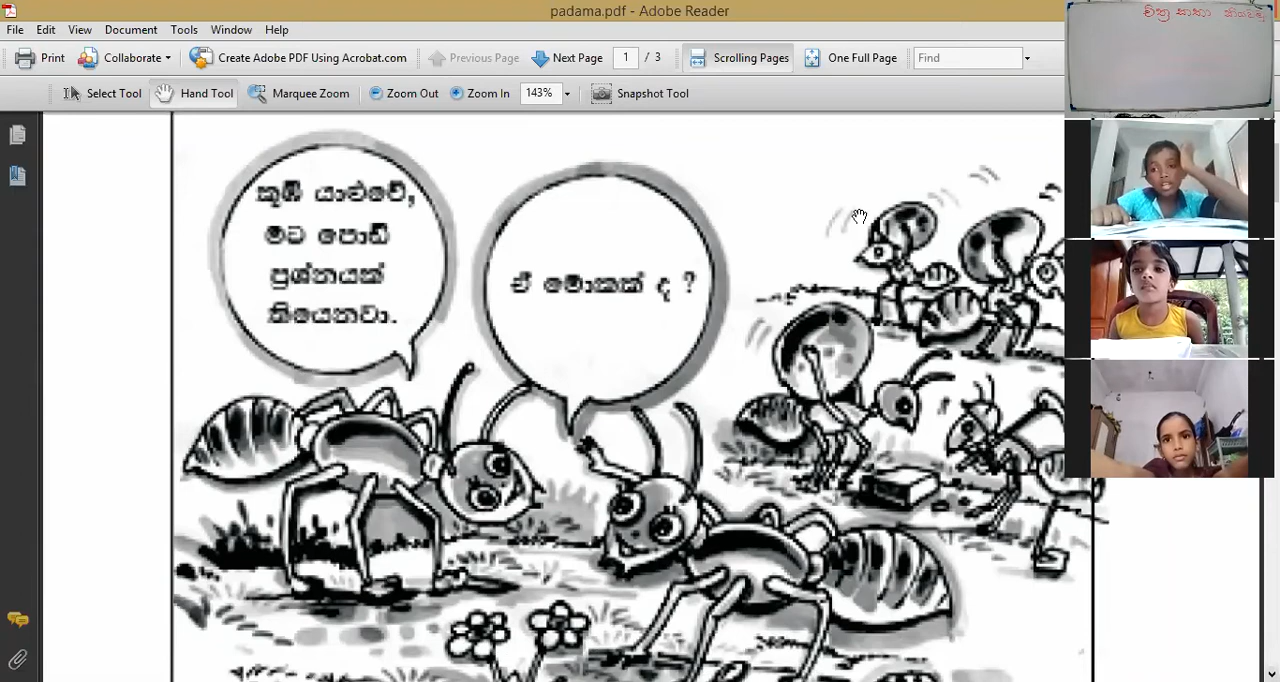 padama.pdf - Adobe Reader
File Edit View Document Tools Window Help
Print Collaborate Create Adobe PDF Using Acrobat.com Previous Page Next Page 1 / 3 Scrolling Pages One Full Page Find
Select Tool Hand Tool Marquee Zoom Zoom Out Zoom In 143% Snapshot Tool
චිත්‍ර කතා කියවමු
කුඹි යාළුවේ,
මට පොඩි
ප්‍රශ්නයක්
තියෙනවා.
ඒ මොකක් ද ?